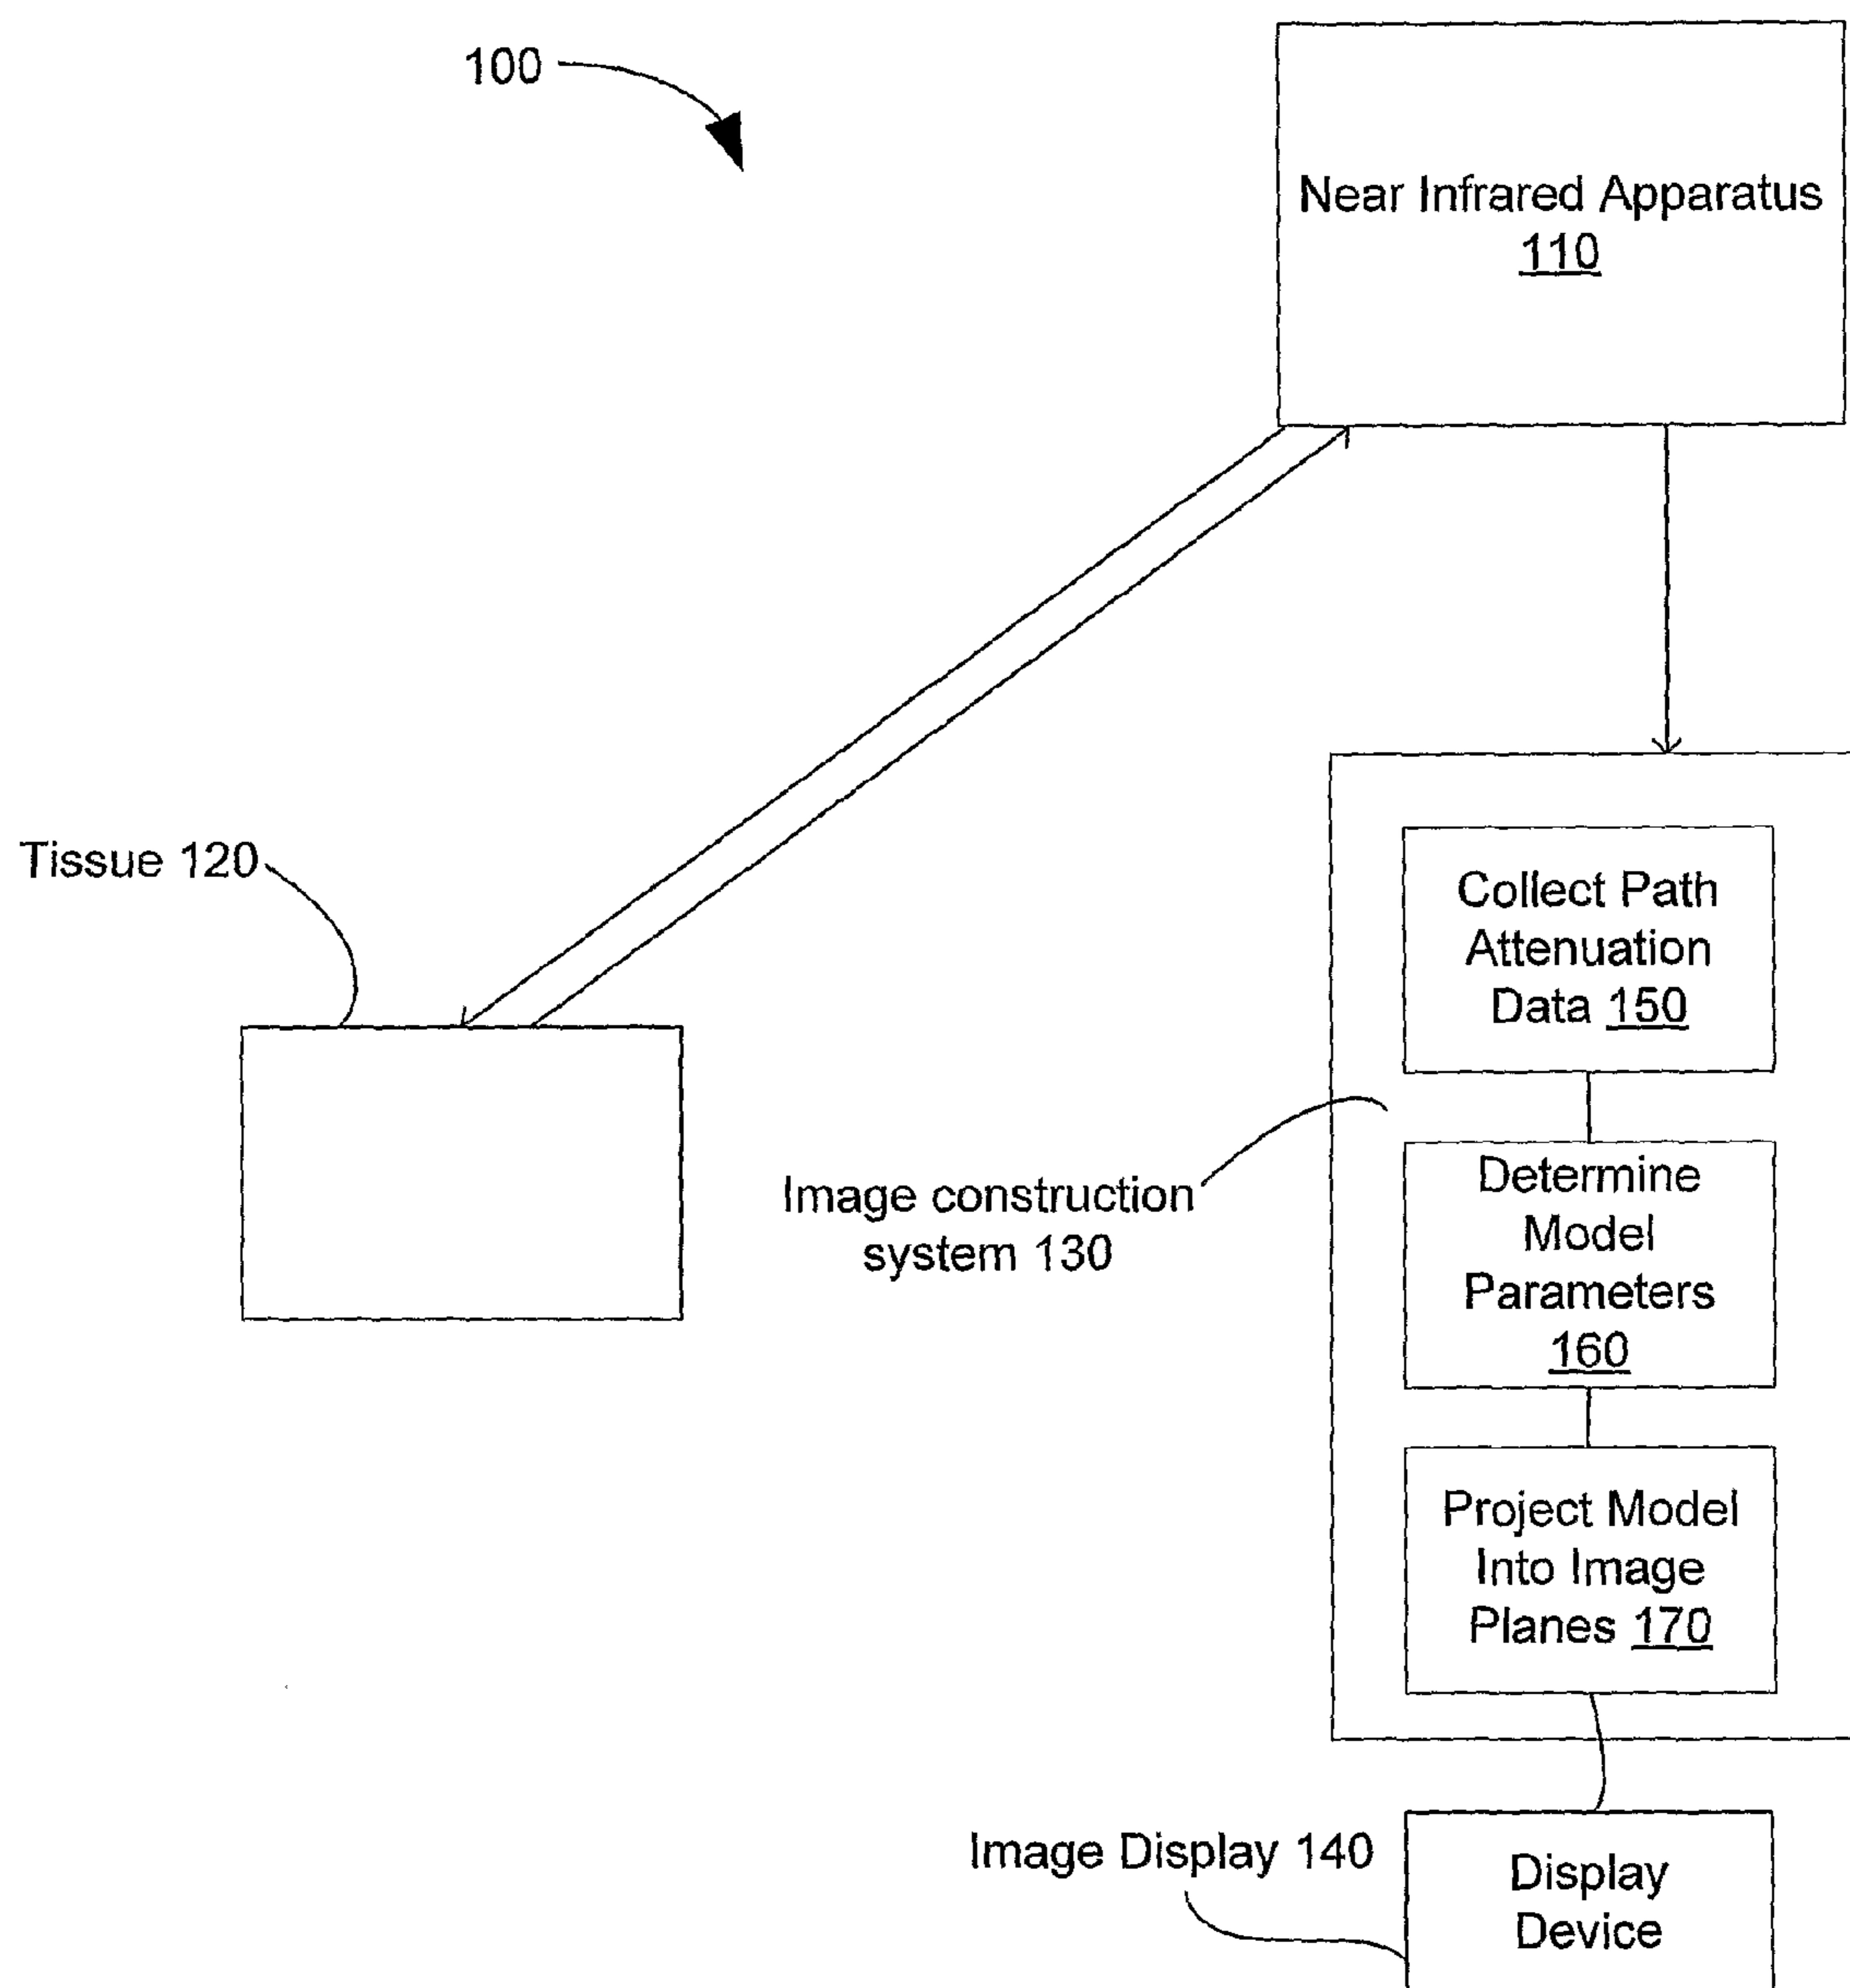 100
Near Infrared Apparatus
110
Tissue 120
Collect Path
Attenuation
Data 150
Image construction
system 130
Determine
Model
Parameters
160
Project Model
Into Image
Planes 170
Image Display 140
Display
Device